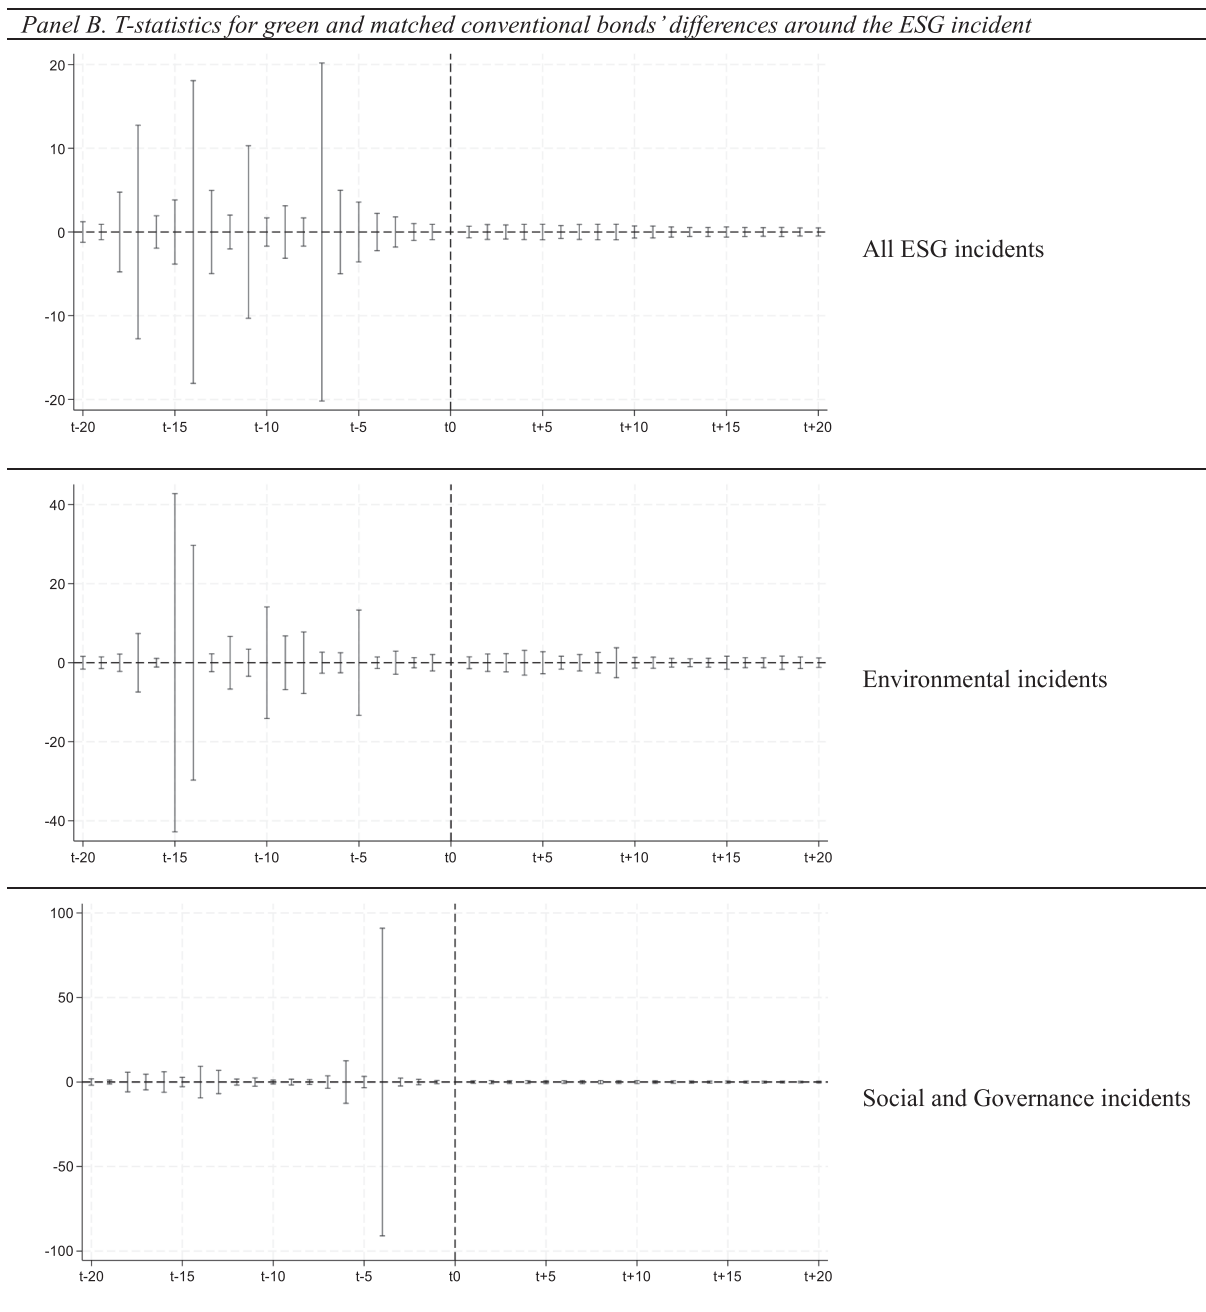 Panel B. T-statistics for green and matched conventional bonds' differences around the ESG incident
20
10
0
-10
-20
t-20 t-15 t-10 t-5 t0 t+5 t+10 t+15 t+20
All ESG incidents
40
20
0
-20
-40
t-20 t-15 t-10 t-5 t0 t+5 t+10 t+15 t+20
Environmental incidents
100
50
0
-50
-100
t-20 t-15 t-10 t-5 t0 t+5 t+10 t+15 t+20
Social and Governance incidents